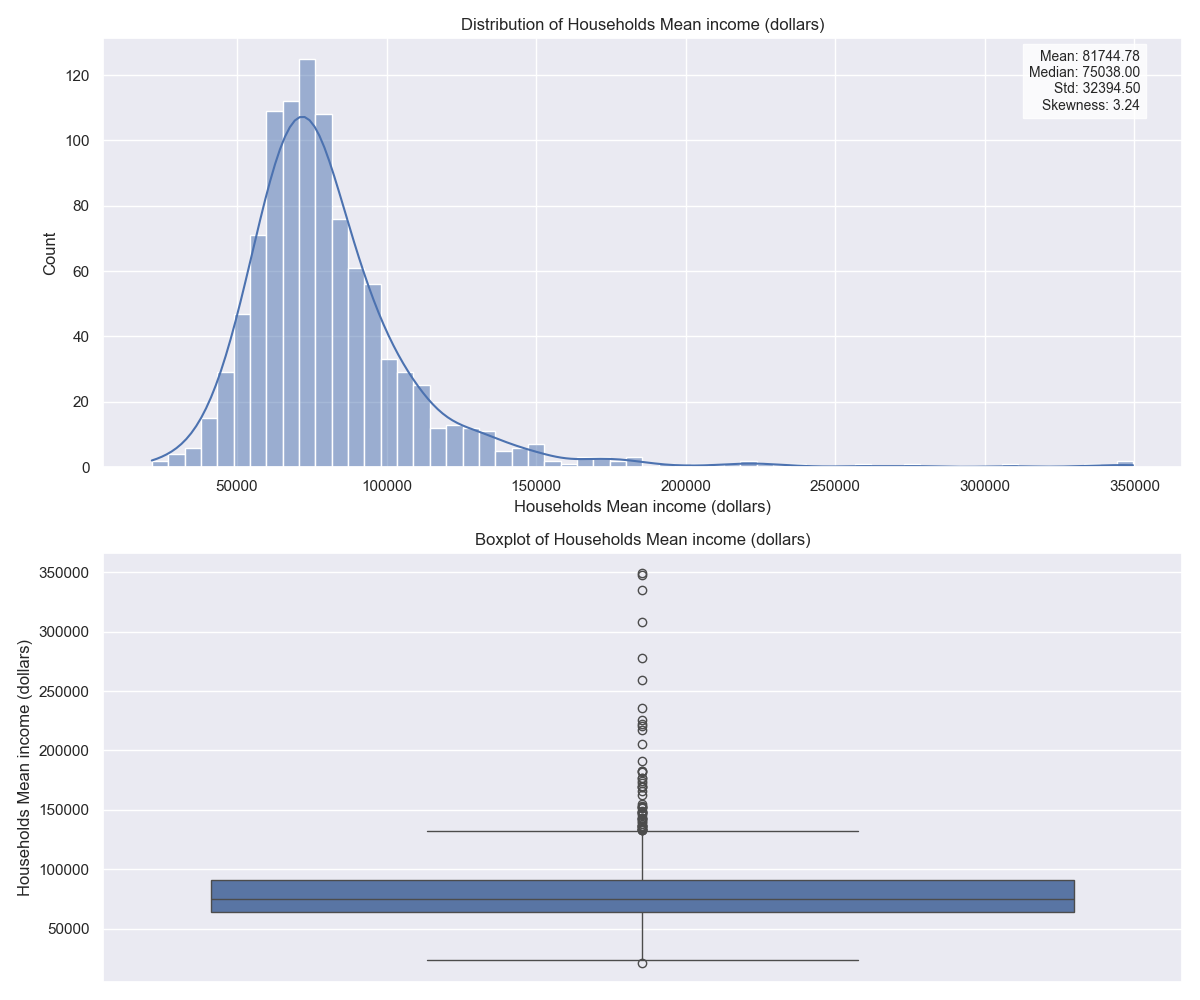 Distribution of Households Mean income (dollars)
Mean: 81744.78
Median: 75038.00
Std: 32394.50
Skewness: 3.24
120
100
80
60
40
20
0
Count
50000
100000
150000
200000
250000
300000
350000
Households Mean income (dollars)
Boxplot of Households Mean income (dollars)
350000
300000
250000
200000
150000
100000
50000
Households Mean income (dollars)